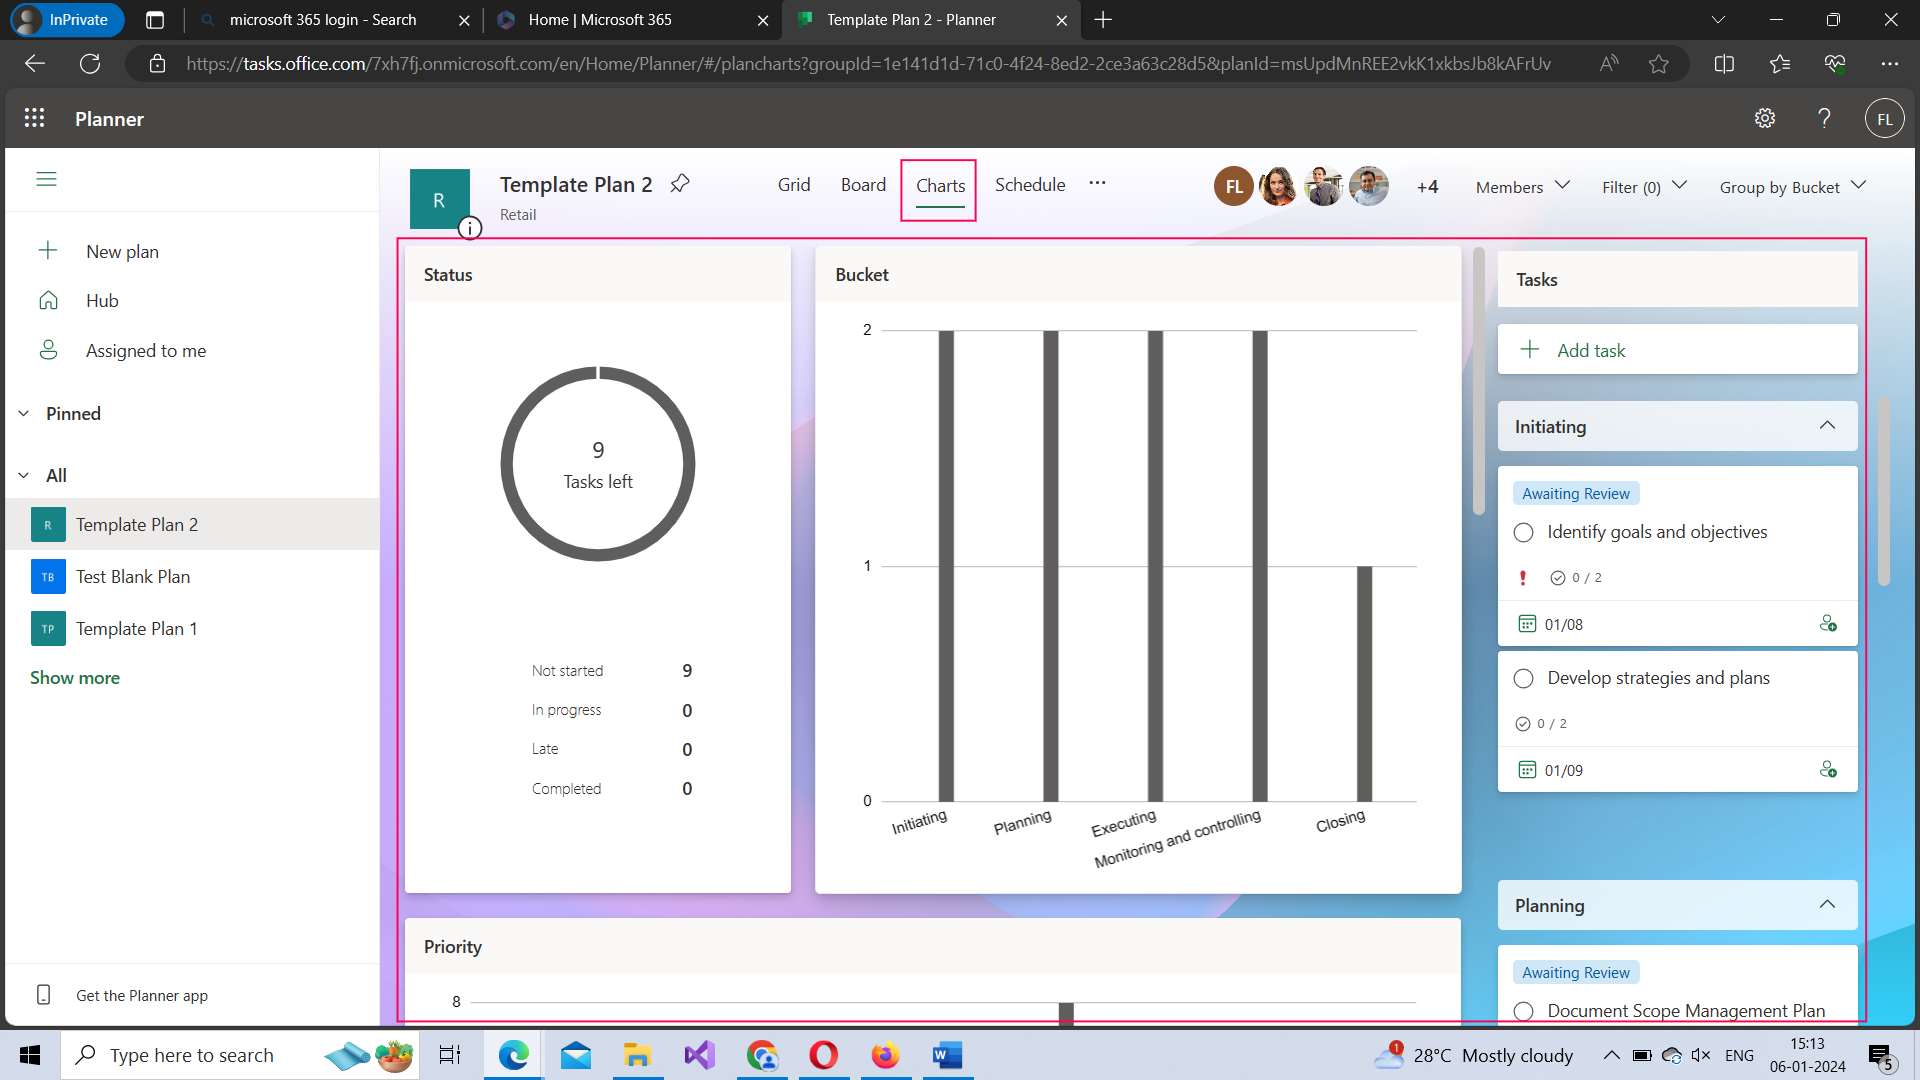 InPrivate
microsoft 365 login - Search
Home | Microsoft 365
Template Plan 2 - Planner
https://tasks.office.com/7xh7fj.onmicrosoft.com/en/Home/Planner/#/plancharts?groupId=1e141d1d-71c0-4f24-8ed2-2ce3a63c28d5&planId=msUpdMnREE2vkK1xkbsJb8kAFrUv
Planner
FL
New plan
Hub
Assigned to me
Pinned
All
R
Template Plan 2
TB
Test Blank Plan
TP
Template Plan 1
Show more
Get the Planner app
R
Template Plan 2
Retail
Grid
Board
Charts
Schedule
FL
+4
Members
Filter (0)
Group by Bucket
Status
9
Tasks left
Not started 9
In progress 0
Late 0
Completed 0
Bucket
2
1
0
Initiating
Planning
Executing
Monitoring and controlling
Closing
Priority
8
Tasks
Add task
Initiating
Awaiting Review
Identify goals and objectives
0 / 2
01/08
Develop strategies and plans
0 / 2
01/09
Planning
Awaiting Review
Document Scope Management Plan
Type here to search
1
28°C Mostly cloudy
ENG
15:13
06-01-2024
5